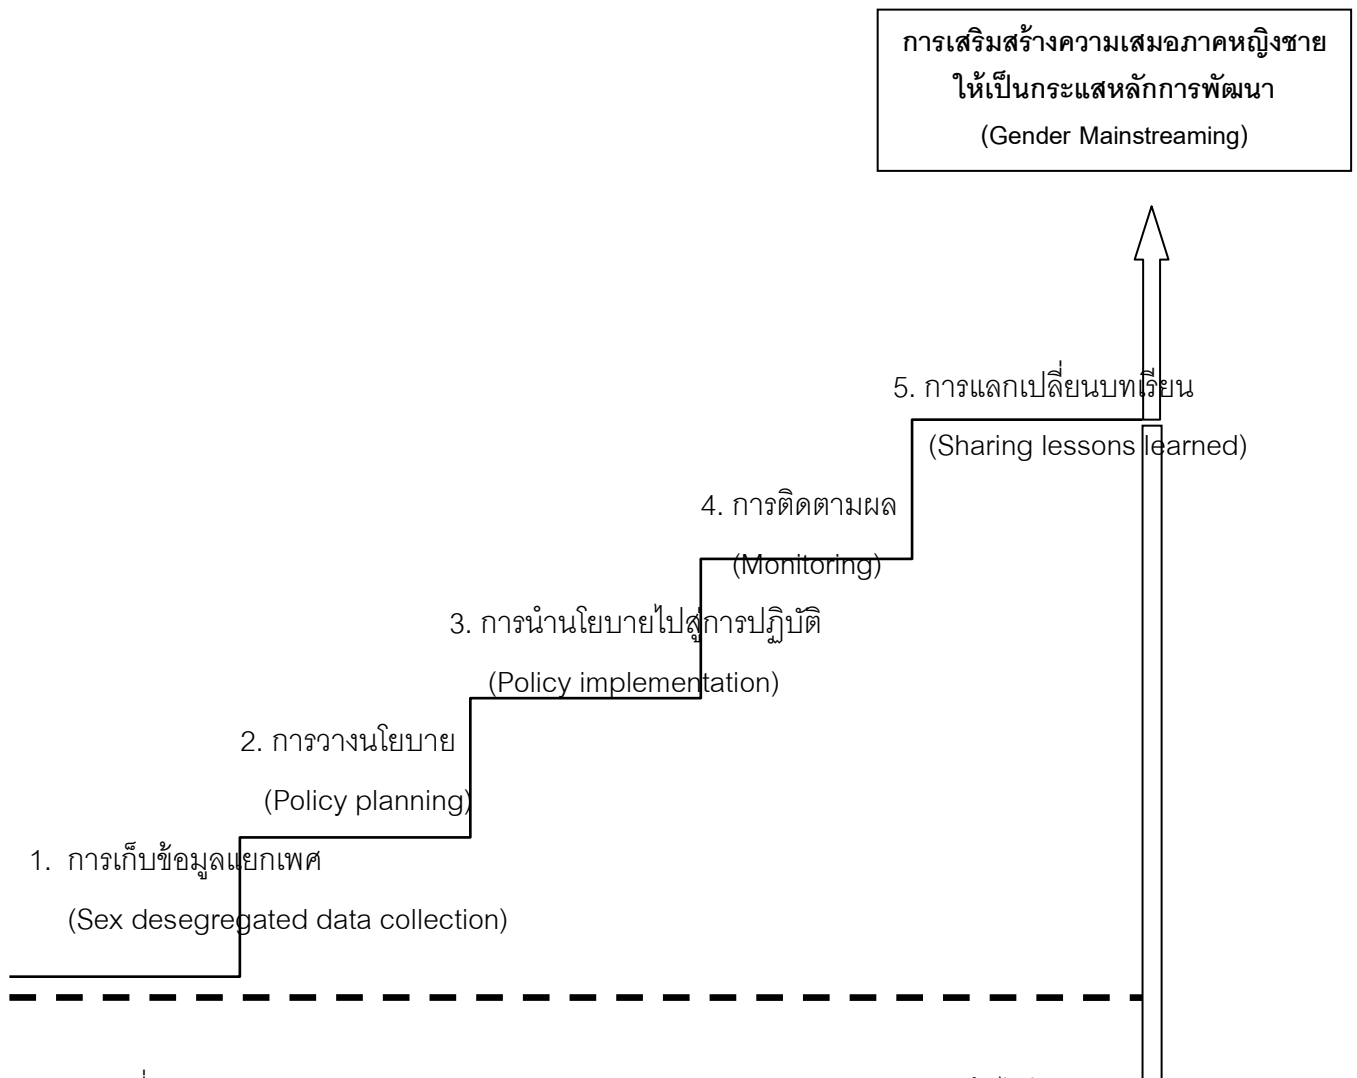 การเสริมสร้างความเสมอภาคหญิงชาย
ให้เป็นกระแสหลักการพัฒนา
(Gender Mainstreaming)
5. การแลกเปลี่ยนบทเรียน
(Sharing lessons learned)
4. การติดตามผล
(Monitoring)
3. การนำนโยบายไปสู่การปฏิบัติ
(Policy implementation)
2. การวางนโยบาย
(Policy planning)
1. การเก็บข้อมูลแยกเพศ
(Sex desegregated data collection)